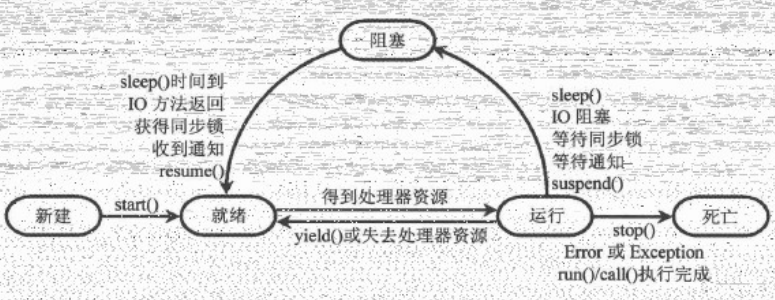 阻塞
sleep()时间到
IO 方法返回
获得同步锁
收到通知
resume()
sleep()
IO 阻塞
等待同步锁
等待通知
suspend()
新建
start()
就绪
得到处理器资源
yield()或失去处理器资源
运行
stop()
Error 或 Exception
run()/call()执行完成
死亡